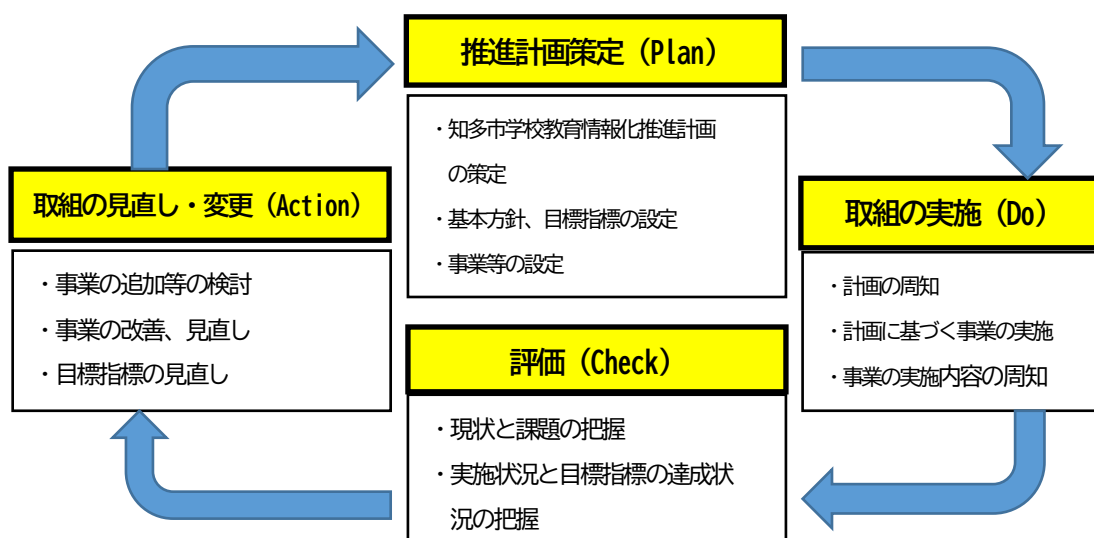 推進計画策定（Plan）
・知多市学校教育情報化推進計画
の策定
・基本方針、目標指標の設定
・事業等の設定
取組の実施（Do）
・計画の周知
・計画に基づく事業の実施
・事業の実施内容の周知
評価（Check）
・現状と課題の把握
・実施状況と目標指標の達成状
況の把握
取組の見直し・変更（Action）
・事業の追加等の検討
・事業の改善、見直し
・目標指標の見直し